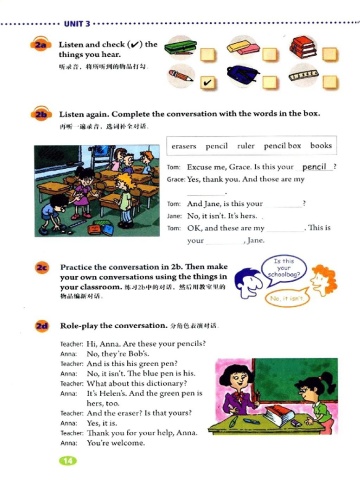 UNIT 3
2a Listen and check (✔) the
things you hear.
听录音，将所听到的物品打勾。
✔
2b Listen again. Complete the conversation with the words in the box.
再听一遍录音，选词补全对话。
erasers pencil ruler pencil box books
Tom: Excuse me, Grace. Is this your pencil ?
Grace: Yes, thank you. And those are my
________.
Tom: And Jane, is this your ________ ?
Jane: No, it isn't. It's hers.
Tom: OK, and these are my ________. This is
your ________, Jane.
2c Practice the conversation in 2b. Then make
your own conversations using the things in
your classroom. 练习2b中的对话，然后用教室里的
物品编新对话。
Is this
your
schoolbag?
No, it isn't.
2d Role-play the conversation. 分角色表演对话。
Teacher: Hi, Anna. Are these your pencils?
Anna: No, they're Bob's.
Teacher: And is this his green pen?
Anna: No, it isn't. The blue pen is his.
Teacher: What about this dictionary?
Anna: It's Helen's. And the green pen is
hers, too.
Teacher: And the eraser? Is that yours?
Anna: Yes, it is.
Teacher: Thank you for your help, Anna.
Anna: You're welcome.
14